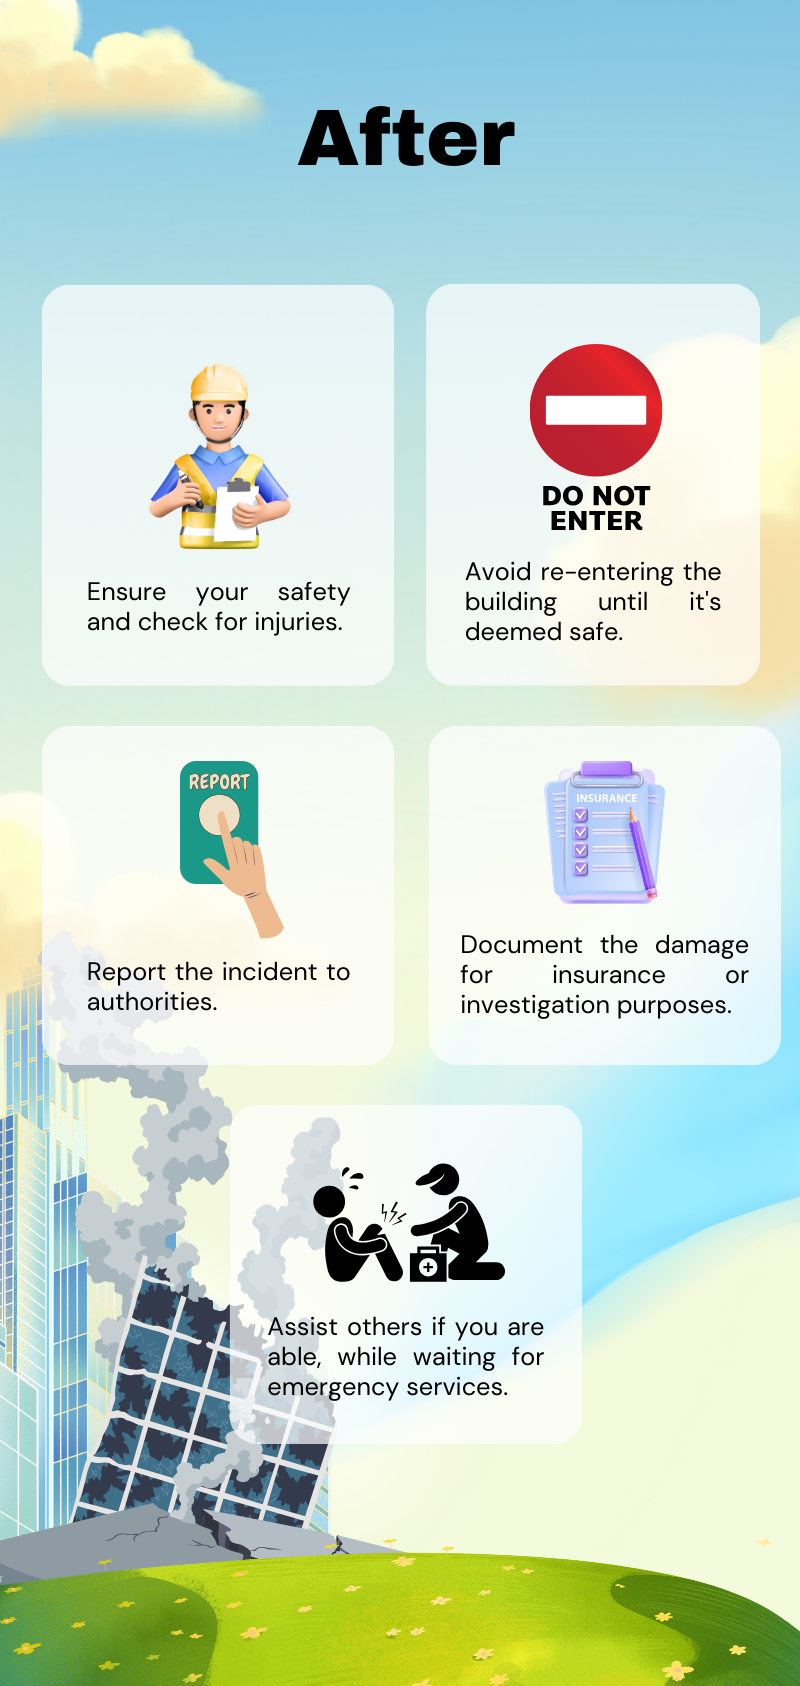 After
Ensure your safety
and check for injuries.
DO NOT
ENTER
Avoid re-entering the
building until it's
deemed safe.
REPORT
Report the incident to
authorities.
INSURANCE
Document the damage
for insurance or
investigation purposes.
Assist others if you are
able, while waiting for
emergency services.